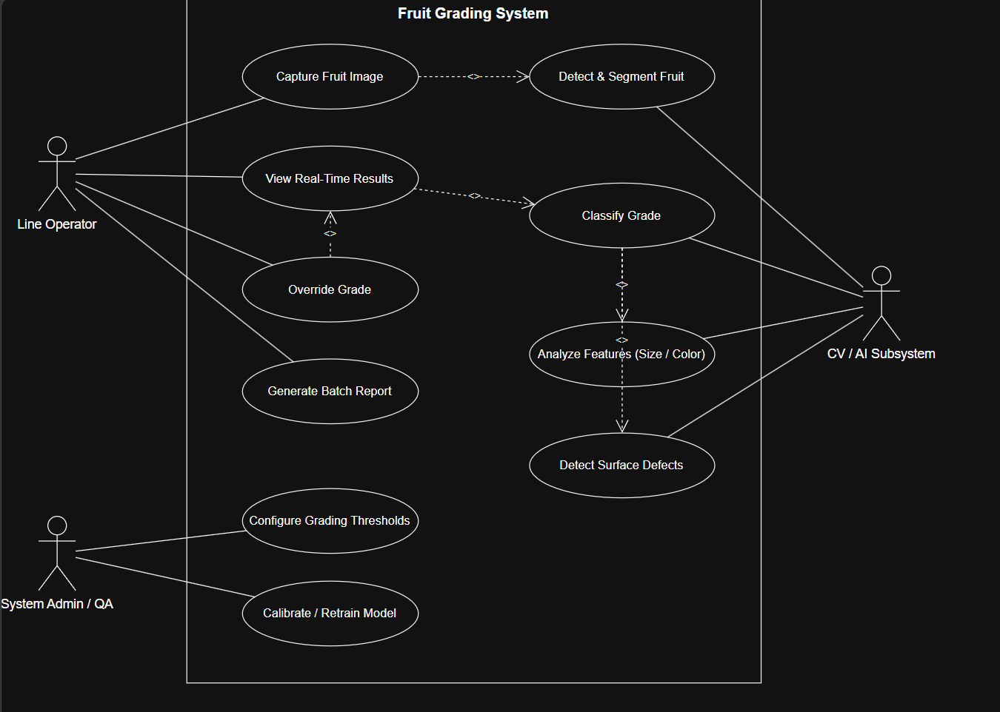 Fruit Grading System
Capture Fruit Image
<>
Detect & Segment Fruit
View Real-Time Results
<>
Classify Grade
Line Operator
<>
Override Grade
<>
<>
Analyze Features (Size / Color)
CV / AI Subsystem
Generate Batch Report
Detect Surface Defects
Configure Grading Thresholds
System Admin / QA
Calibrate / Retrain Model